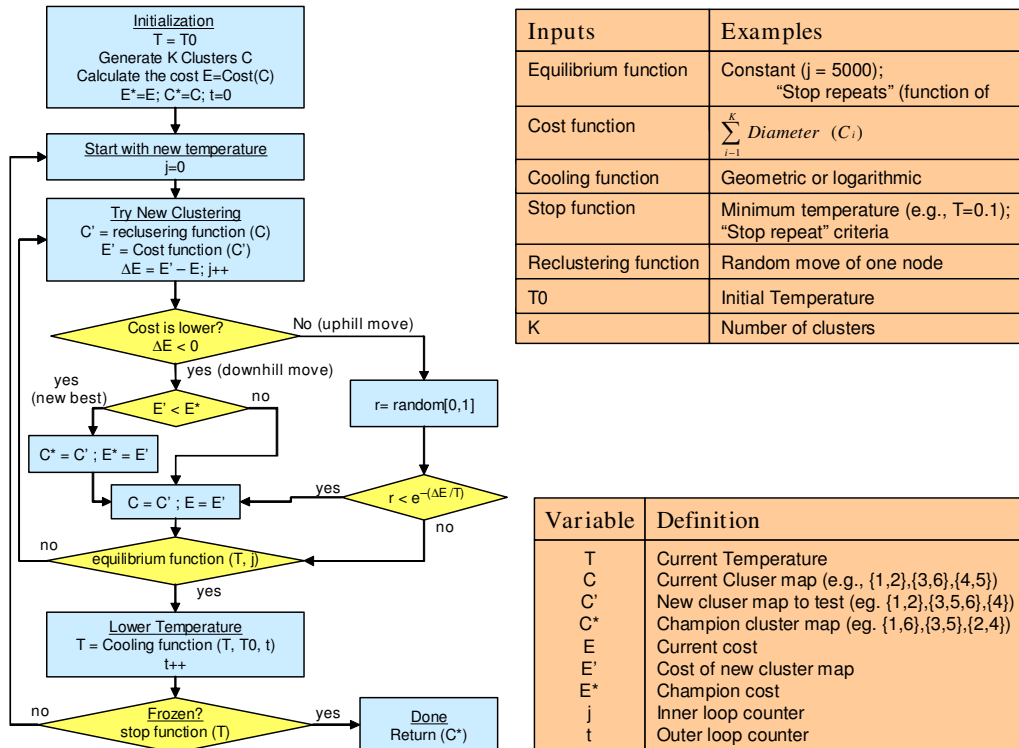 Initialization
T = T0
Generate K Clusters C
Calculate the cost E=Cost(C)
E*=E; C*=C; t=0
Start with new temperature
j=0
Try New Clustering
C' = reclusering function (C)
E' = Cost function (C')
ΔE = E' – E; j++
Cost is lower?
ΔE < 0
No (uphill move)
yes (downhill move)
yes
(new best)
E' < E*
no
r= random[0,1]
C* = C' ; E* = E'
C = C' ; E = E'
yes
r < e–(ΔE/T)
no
no
equilibrium function (T, j)
yes
Lower Temperature
T = Cooling function (T, T0, t)
t++
no
Frozen?
stop function (T)
yes
Done
Return (C*)
Inputs Examples
Equilibrium function Constant (j = 5000);
"Stop repeats" (function of
Cost function K ∑ i–1 Diameter (Ci)
Cooling function Geometric or logarithmic
Stop function Minimum temperature (e.g., T=0.1);
"Stop repeat" criteria
Reclustering function Random move of one node
T0 Initial Temperature
K Number of clusters
Variable Definition
T Current Temperature
C Current Cluser map (e.g., {1,2},{3,6},{4,5})
C' New cluser map to test (eg. {1,2},{3,5,6},{4})
C* Champion cluster map (eg. {1,6},{3,5},{2,4})
E Current cost
E' Cost of new cluster map
E* Champion cost
j Inner loop counter
t Outer loop counter